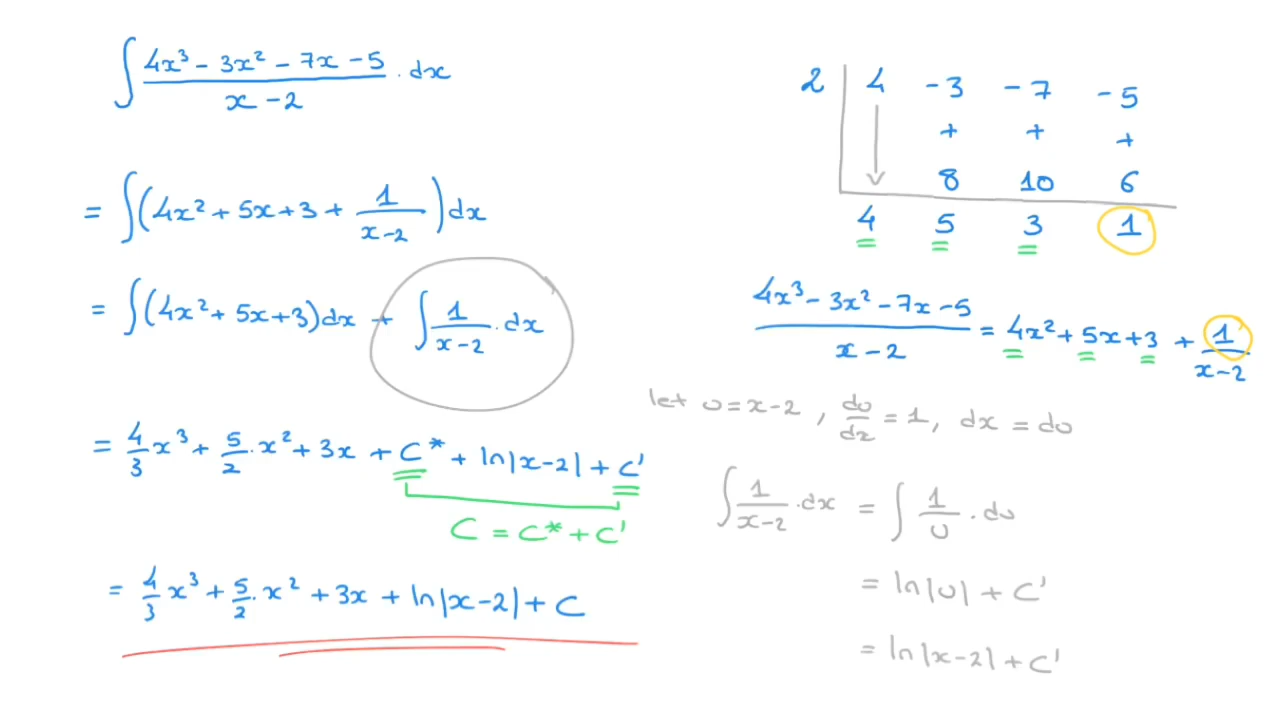 ∫ (4x³ - 3x² - 7x - 5)/(x - 2) · dx
= ∫(4x² + 5x + 3 + 1/(x-2)) dx
= ∫(4x² + 5x + 3)dx + ∫ 1/(x-2) · dx
= 4/3 x³ + 5/2 · x² + 3x + C* + ln|x-2| + C'
C = C* + C'
= 4/3 x³ + 5/2 · x² + 3x + ln|x-2| + C
2 | 4 -3 -7 -5
+ + +
8 10 6
4 5 3 1
(4x³ - 3x² - 7x - 5)/(x - 2) = 4x² + 5x + 3 + 1/(x-2)
let u = x-2, du/dx = 1, dx = du
∫ 1/(x-2) · dx = ∫ 1/u · du
= ln|u| + C'
= ln|x-2| + C'